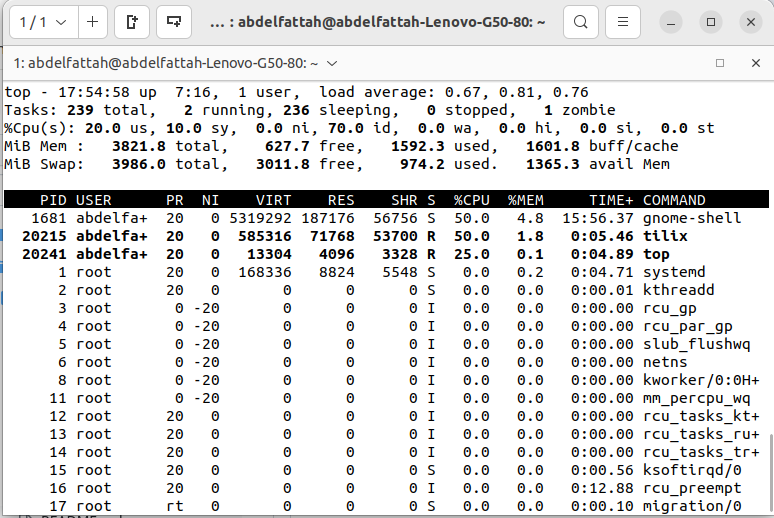 1 / 1
... : abdelfattah@abdelfattah-Lenovo-G50-80: ~
1: abdelfattah@abdelfattah-Lenovo-G50-80: ~
top - 17:54:58 up  7:16,  1 user,  load average: 0.67, 0.81, 0.76
Tasks: 239 total,   2 running, 236 sleeping,   0 stopped,   1 zombie
%Cpu(s): 20.0 us, 10.0 sy,  0.0 ni, 70.0 id,  0.0 wa,  0.0 hi,  0.0 si,  0.0 st
MiB Mem :   3821.8 total,    627.7 free,   1592.3 used,   1601.8 buff/cache
MiB Swap:   3986.0 total,   3011.8 free,    974.2 used.   1365.3 avail Mem
PID USER      PR  NI    VIRT    RES    SHR S  %CPU  %MEM     TIME+ COMMAND
1681 abdelfa+  20   0 5319292 187176  56756 S  50.0   4.8  15:56.37 gnome-shell
20215 abdelfa+  20   0  585316  71768  53700 R  50.0   1.8   0:05.46 tilix
20241 abdelfa+  20   0   13304   4096   3328 R  25.0   0.1   0:04.89 top
1 root      20   0  168336   8824   5548 S   0.0   0.2   0:04.71 systemd
2 root      20   0       0      0      0 S   0.0   0.0   0:00.01 kthreadd
3 root       0 -20       0      0      0 I   0.0   0.0   0:00.00 rcu_gp
4 root       0 -20       0      0      0 I   0.0   0.0   0:00.00 rcu_par_gp
5 root       0 -20       0      0      0 I   0.0   0.0   0:00.00 slub_flushwq
6 root       0 -20       0      0      0 I   0.0   0.0   0:00.00 netns
8 root       0 -20       0      0      0 I   0.0   0.0   0:00.00 kworker/0:0H+
11 root       0 -20       0      0      0 I   0.0   0.0   0:00.00 mm_percpu_wq
12 root      20   0       0      0      0 I   0.0   0.0   0:00.00 rcu_tasks_kt+
13 root      20   0       0      0      0 I   0.0   0.0   0:00.00 rcu_tasks_ru+
14 root      20   0       0      0      0 I   0.0   0.0   0:00.00 rcu_tasks_tr+
15 root      20   0       0      0      0 S   0.0   0.0   0:00.56 ksoftirqd/0
16 root      20   0       0      0      0 I   0.0   0.0   0:12.88 rcu_preempt
17 root      rt   0       0      0      0 S   0.0   0.0   0:00.10 migration/0